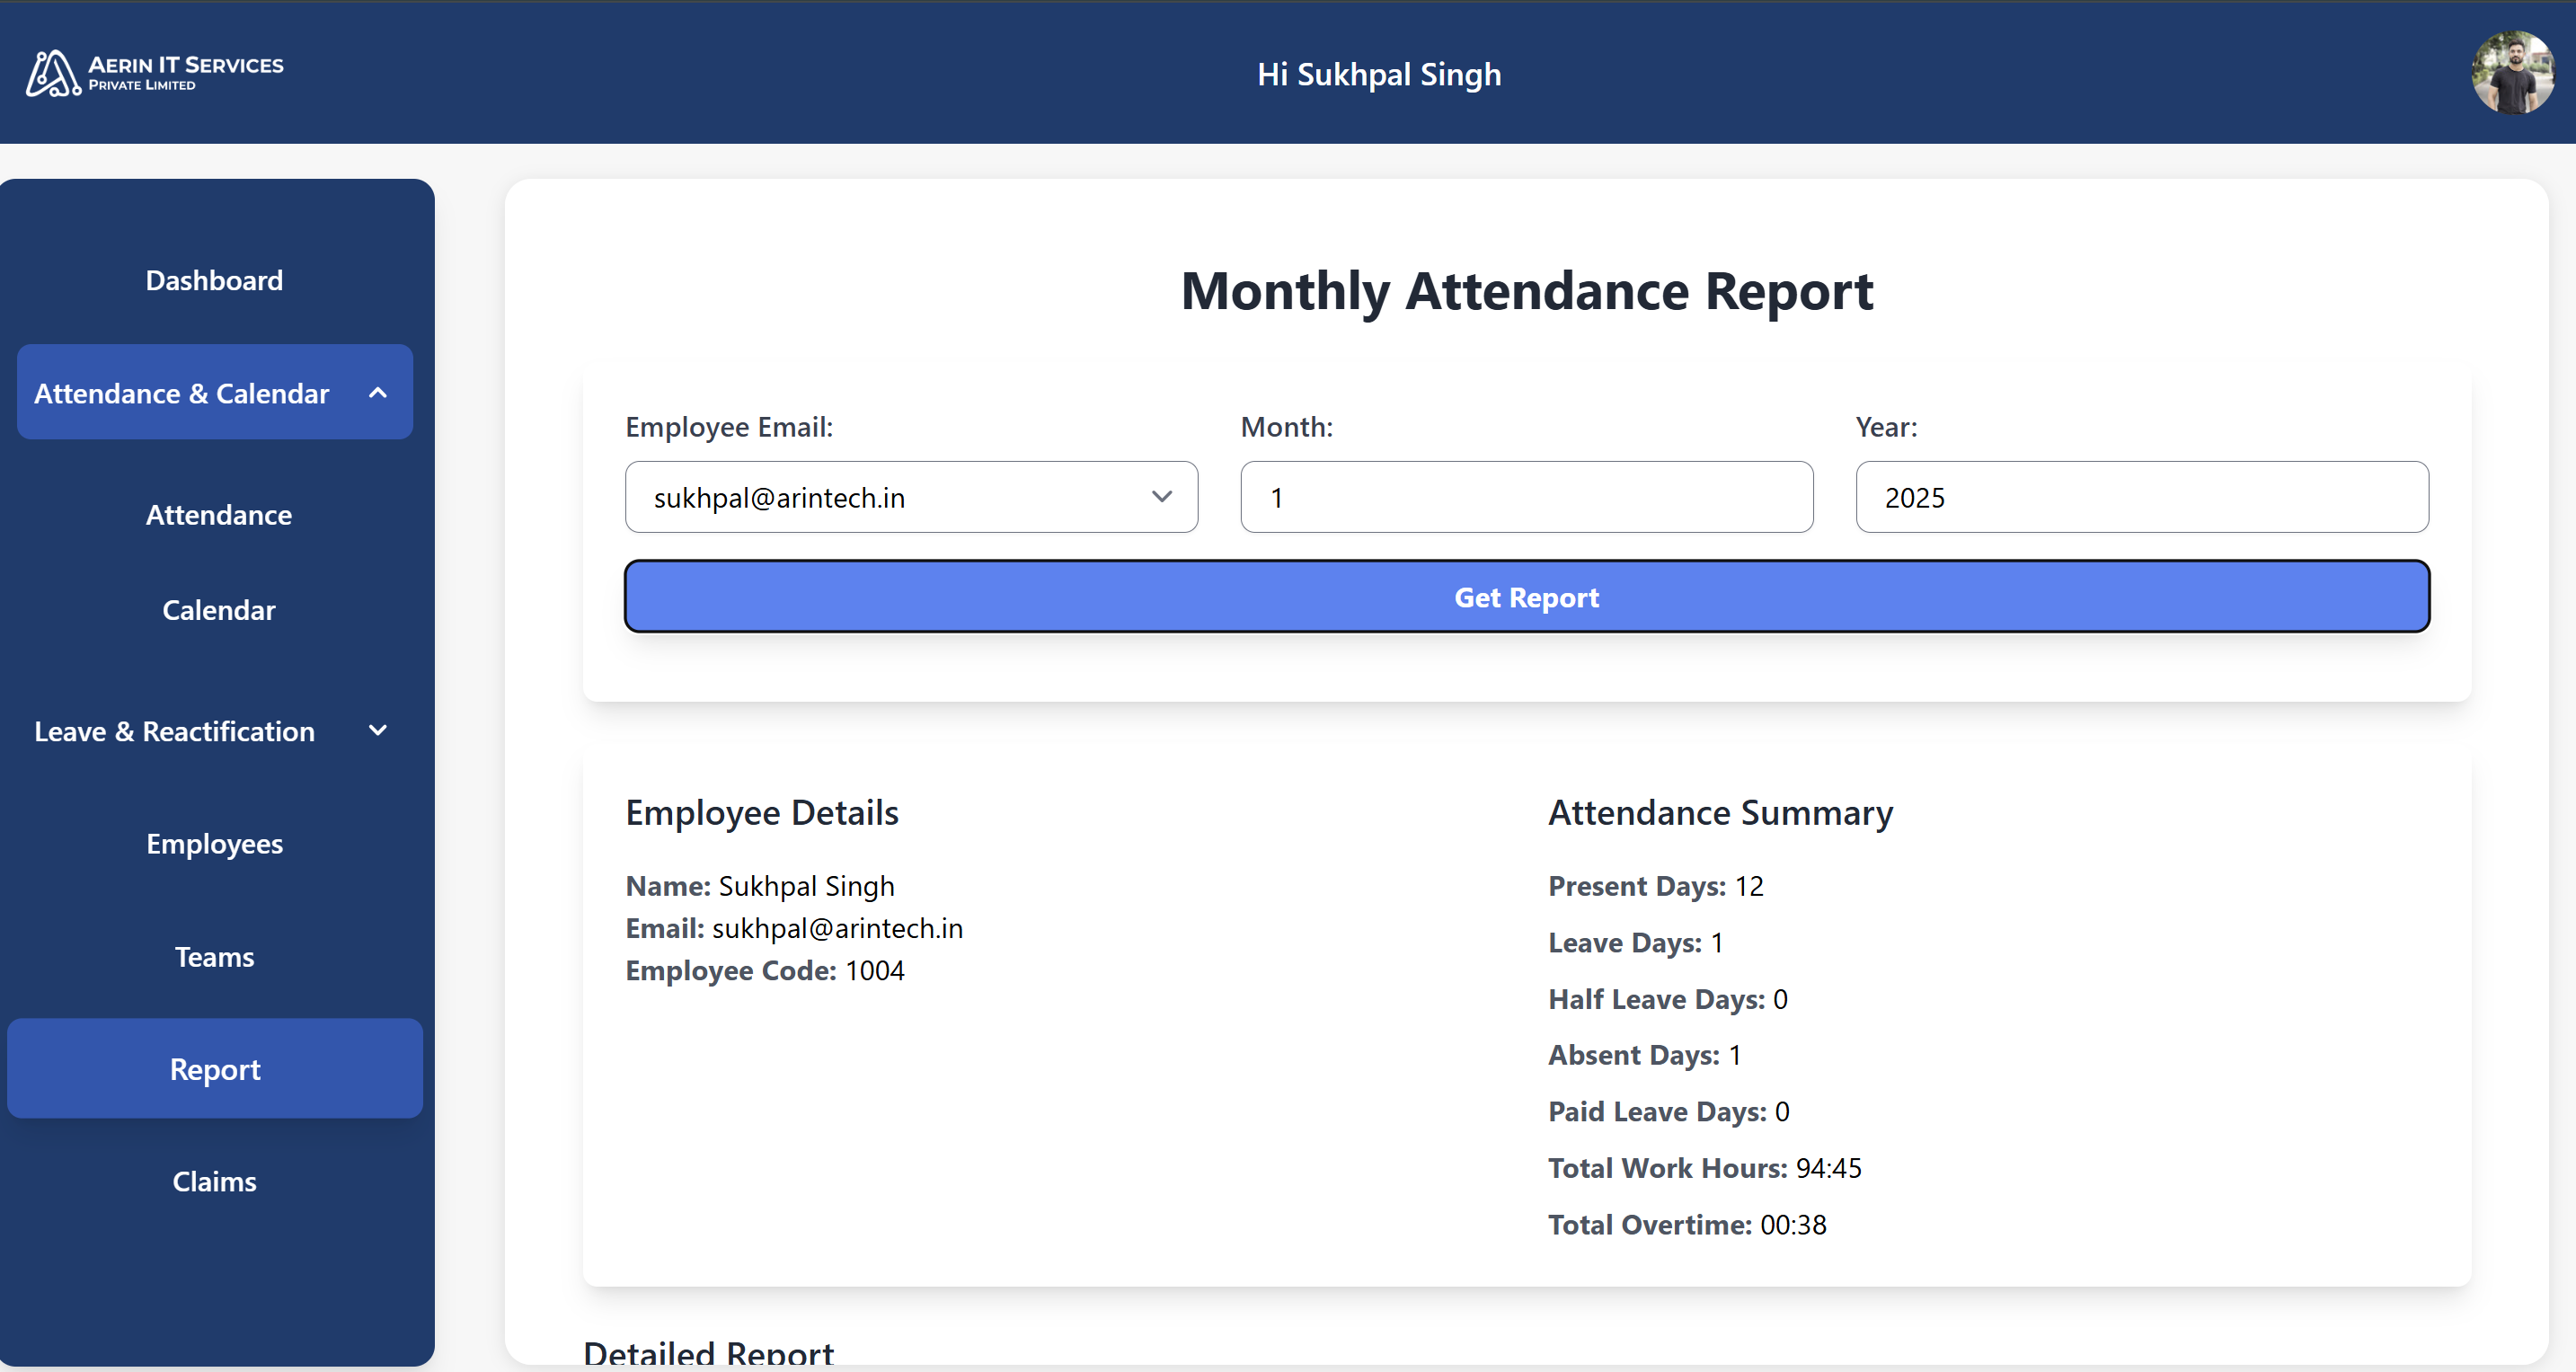 AERIN IT SERVICES
PRIVATE LIMITED
Hi Sukhpal Singh
Dashboard
Attendance & Calendar
Attendance
Calendar
Leave & Reactification
Employees
Teams
Report
Claims
Monthly Attendance Report
Employee Email:
sukhpal@arintech.in
Month:
1
Year:
2025
Get Report
Employee Details
Name: Sukhpal Singh
Email: sukhpal@arintech.in
Employee Code: 1004
Attendance Summary
Present Days: 12
Leave Days: 1
Half Leave Days: 0
Absent Days: 1
Paid Leave Days: 0
Total Work Hours: 94:45
Total Overtime: 00:38
Detailed Report